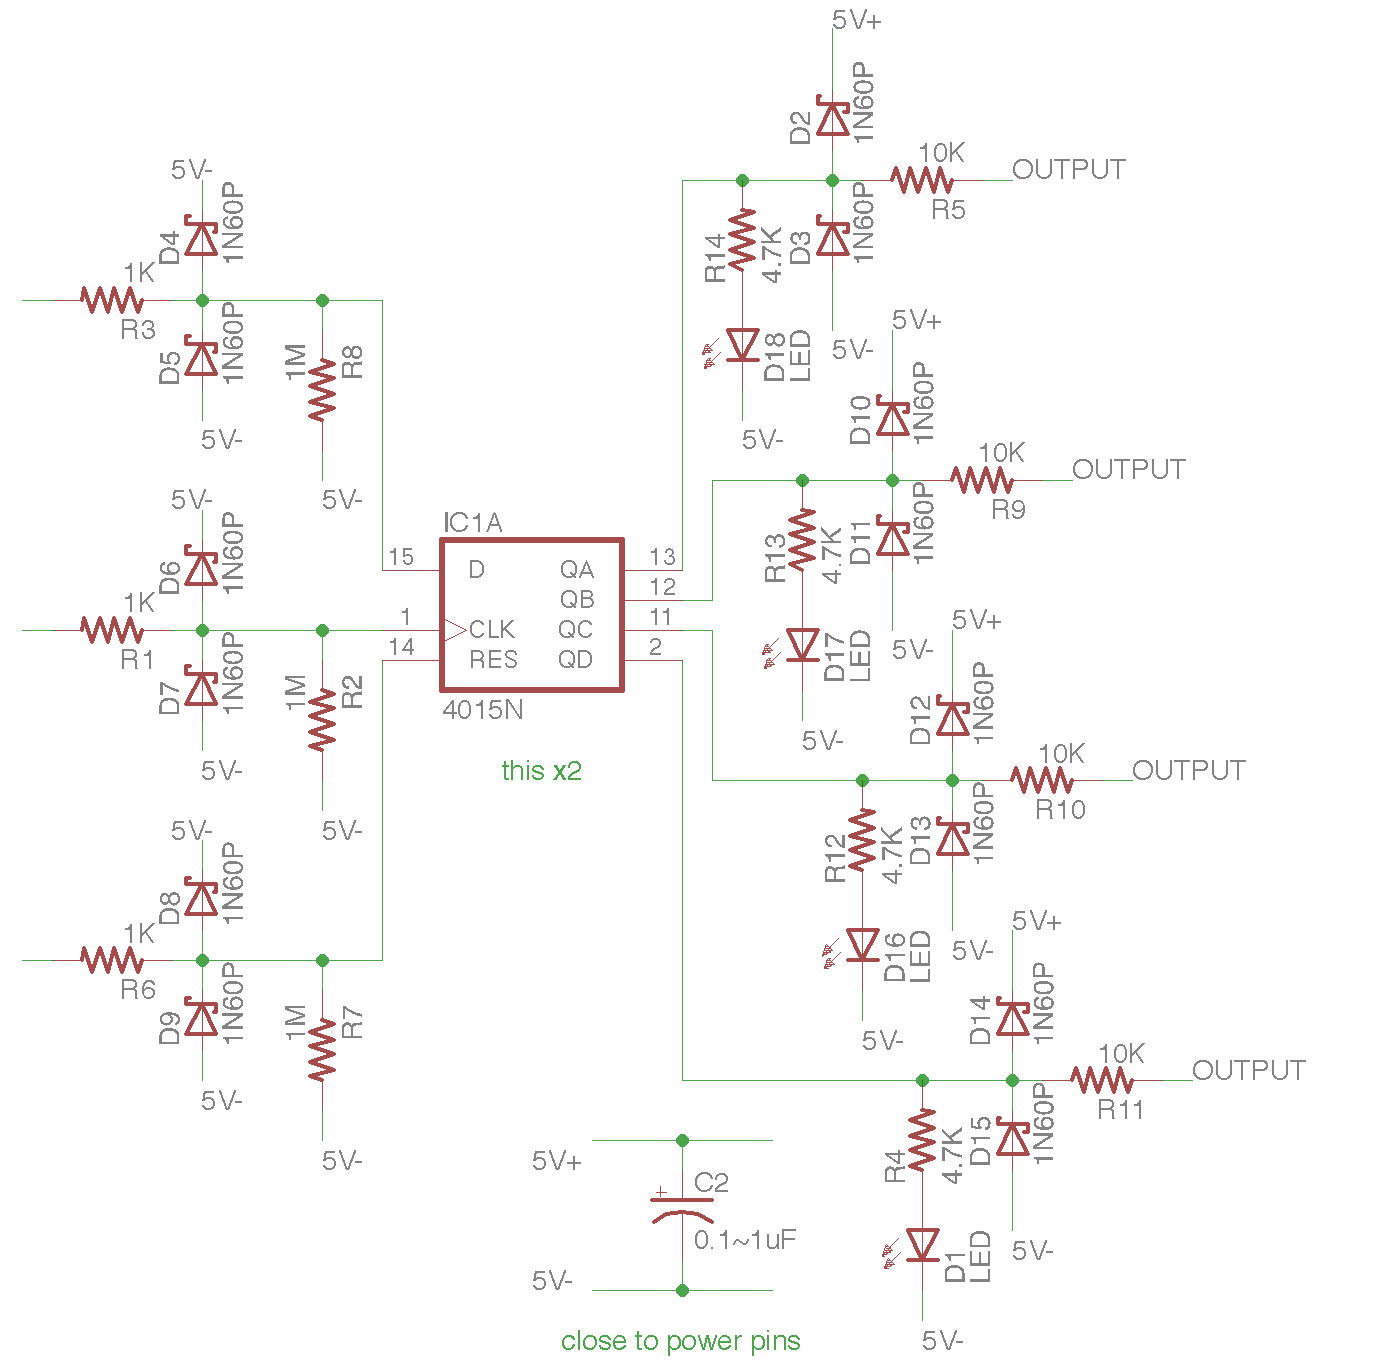 5V+
D2
1N60P
10K
OUTPUT
R5
D3
1N60P
R14
4.7K
D18
LED
5V-
5V-
5V-
D4
1N60P
1K
R3
D5
1N60P
1M
R8
5V-
5V-
5V+
D10
1N60P
10K
OUTPUT
R9
D11
1N60P
R13
4.7K
D17
LED
5V-
5V-
5V-
D6
1N60P
1K
R1
D7
1N60P
1M
R2
5V-
5V-
IC1A
15
D
QA
13
QB
12
1
CLK
QC
11
14
RES
QD
2
4015N
this x2
5V+
D12
1N60P
10K
OUTPUT
R10
D13
1N60P
R12
4.7K
D16
LED
5V-
5V-
5V-
D8
1N60P
1K
R6
D9
1N60P
1M
R7
5V-
5V-
5V+
D14
1N60P
10K
OUTPUT
R11
D15
1N60P
R4
4.7K
D1
LED
5V-
5V-
5V+
C2
0.1~1uF
5V-
close to power pins